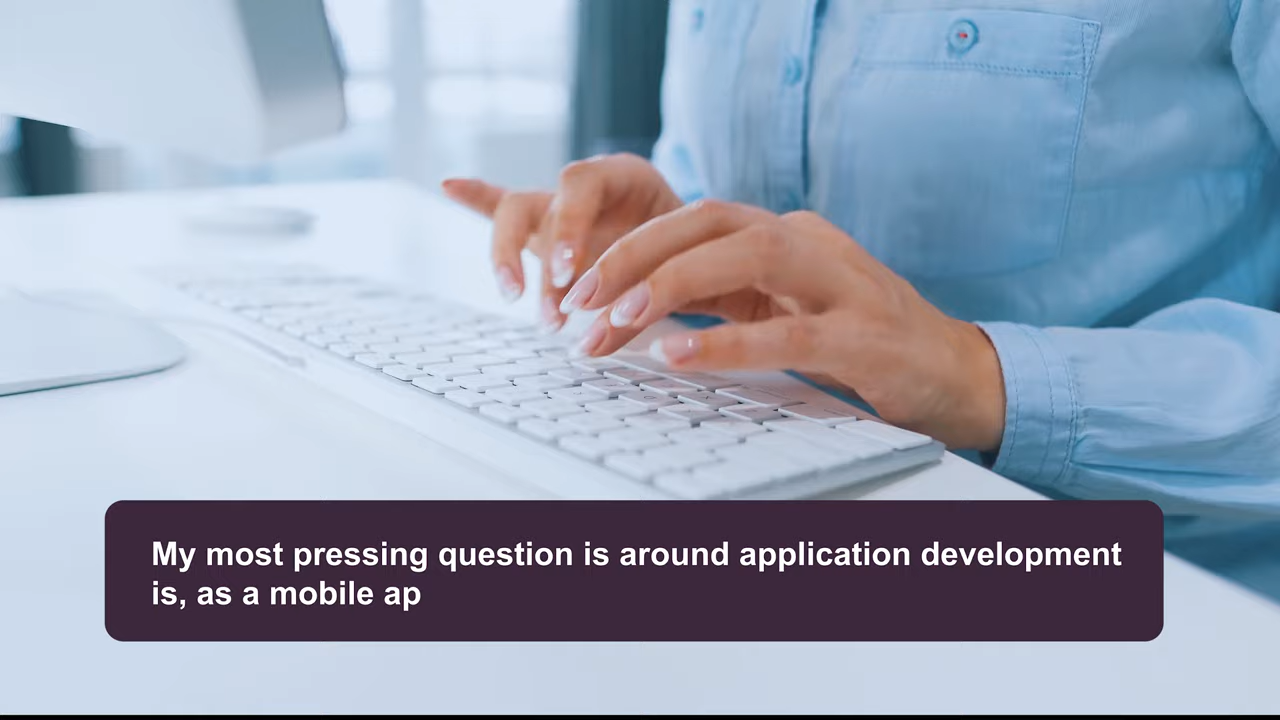 My most pressing question is around application development
is, as a mobile ap